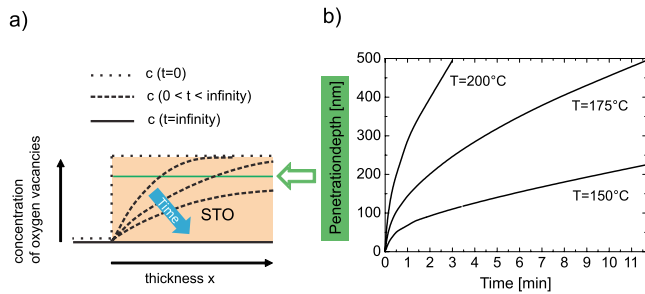 a)
c (t=0)
c (0 < t < infinity)
c (t=infinity)
concentration
of oxygen vacancies
Time
STO
thickness x
b)
Penetrationdepth [nm]
500
400
300
200
100
0
T=200°C
T=175°C
T=150°C
0 1 2 3 4 5 6 7 8 9 10 11
Time [min]